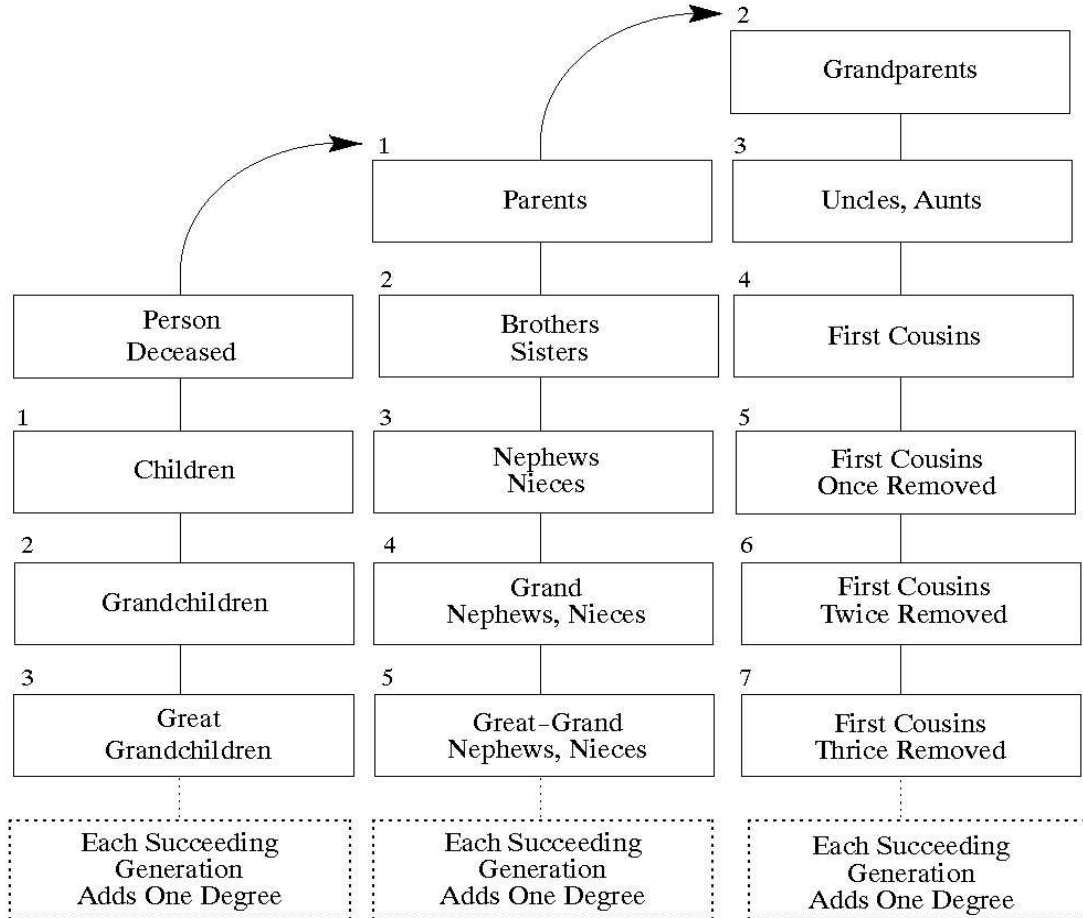 2
Grandparents
1
Parents
3
Uncles, Aunts
Person
Deceased
2
Brothers
Sisters
4
First Cousins
1
Children
3
Nephews
Nieces
5
First Cousins
Once Removed
2
Grandchildren
4
Grand
Nephews, Nieces
6
First Cousins
Twice Removed
3
Great
Grandchildren
5
Great-Grand
Nephews, Nieces
7
First Cousins
Thrice Removed
Each Succeeding
Generation
Adds One Degree
Each Succeeding
Generation
Adds One Degree
Each Succeeding
Generation
Adds One Degree